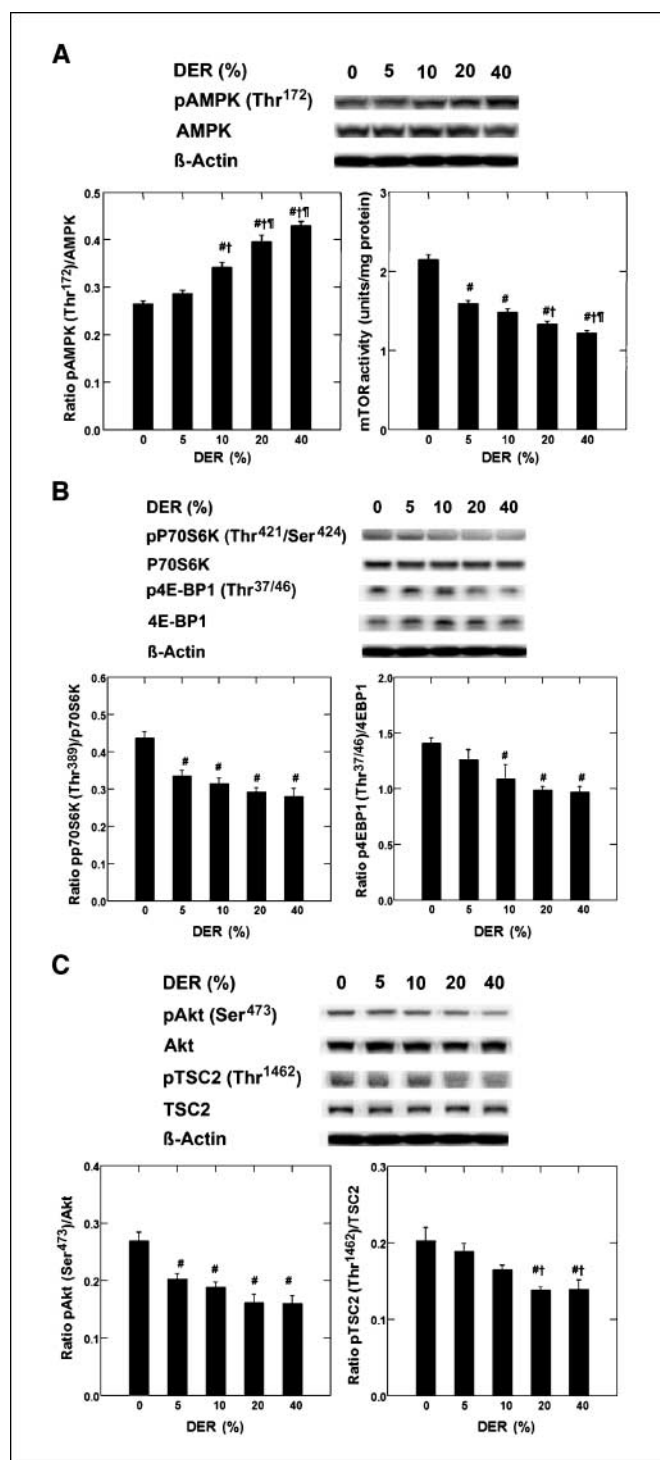 A
DER (%) 0 5 10 20 40
pAMPK (Thr172)
AMPK
ß-Actin
Ratio pAMPK (Thr172)/AMPK
0.5
0.4
0.3
0.2
0.1
0.0
#†
#†¶
#†¶
0 5 10 20 40
DER (%)
mTOR activity (units/mg protein)
3
2
1
0
#
#
#†
#†¶
0 5 10 20 40
DER (%)
B
DER (%) 0 5 10 20 40
pP70S6K (Thr421/Ser424)
P70S6K
p4E-BP1 (Thr37/46)
4E-BP1
ß-Actin
Ratio pp70S6K (Thr389)/p70S6K
0.6
0.5
0.4
0.3
0.2
0.1
0.0
#
#
#
#
0 5 10 20 40
DER (%)
Ratio p4EBP1 (Thr37/46)/4EBP1
2.0
1.5
1.0
0.5
0.0
#
#
#
0 5 10 20 40
DER (%)
C
DER (%) 0 5 10 20 40
pAkt (Ser473)
Akt
pTSC2 (Thr1462)
TSC2
ß-Actin
Ratio pAkt (Ser473)/Akt
0.4
0.3
0.2
0.1
0.0
#
#
#
#
0 5 10 20 40
DER (%)
Ratio pTSC2 (Thr1462)/TSC2
0.3
0.2
0.1
0.0
#†
#†
0 5 10 20 40
DER (%)